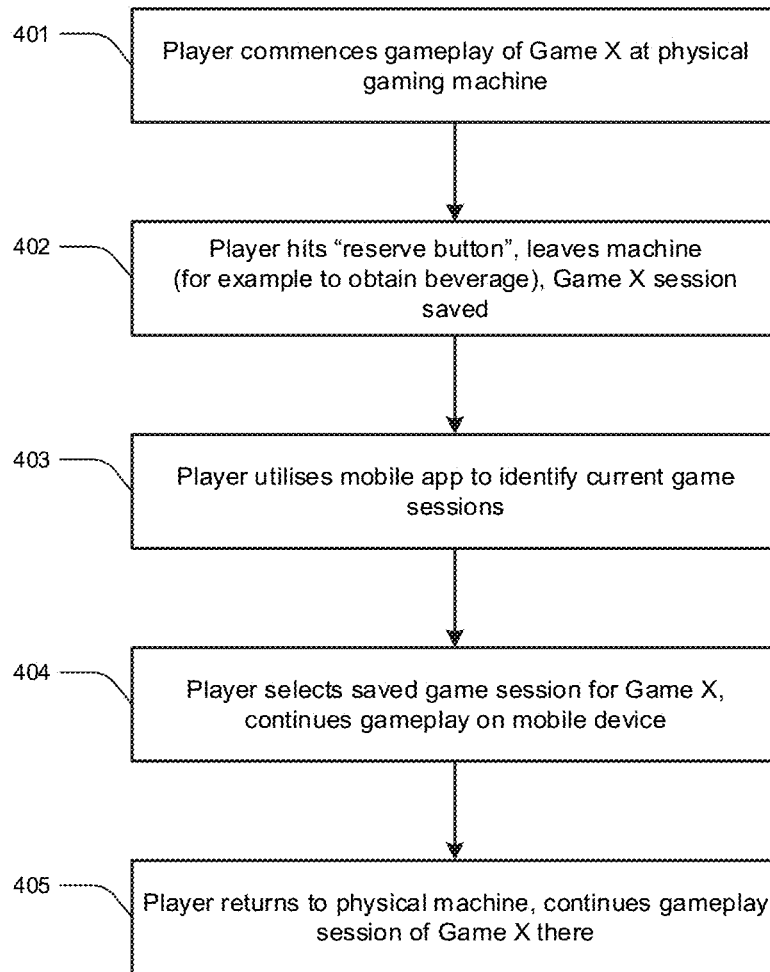 401
Player commences gameplay of Game X at physical
gaming machine
402
Player hits “reserve button”, leaves machine
(for example to obtain beverage), Game X session
saved
403
Player utilises mobile app to identify current game
sessions
404
Player selects saved game session for Game X,
continues gameplay on mobile device
405
Player returns to physical machine, continues gameplay
session of Game X there